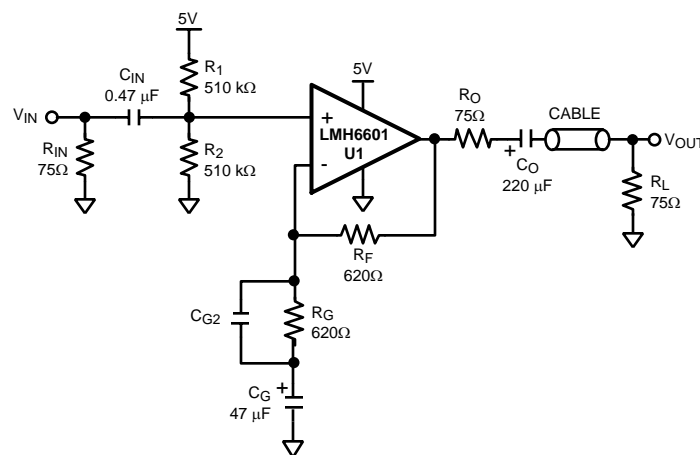 5V
R1
510 kΩ
CIN
0.47 µF
VIN
RIN
75Ω
R2
510 kΩ
5V
+
LMH6601
U1
-
RO
75Ω
+
CO
220 µF
CABLE
VOUT
RL
75Ω
RF
620Ω
CG2
RG
620Ω
CG
+
47 µF